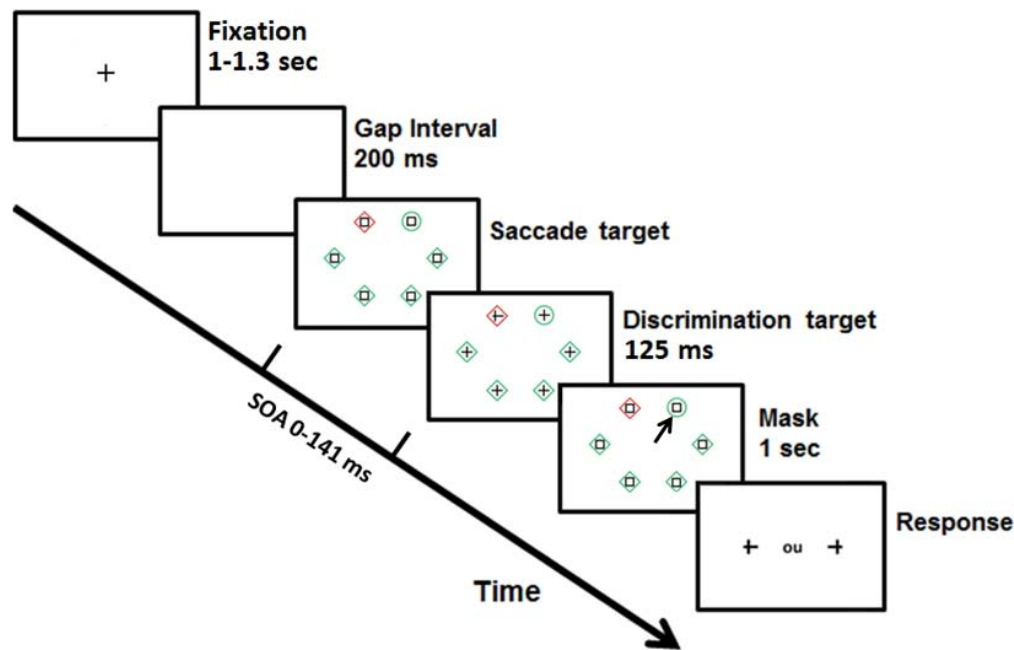 Fixation
1-1.3 sec
Gap Interval
200 ms
Saccade target
Discrimination target
125 ms
SOA 0-141 ms
Mask
1 sec
Response
ou
Time